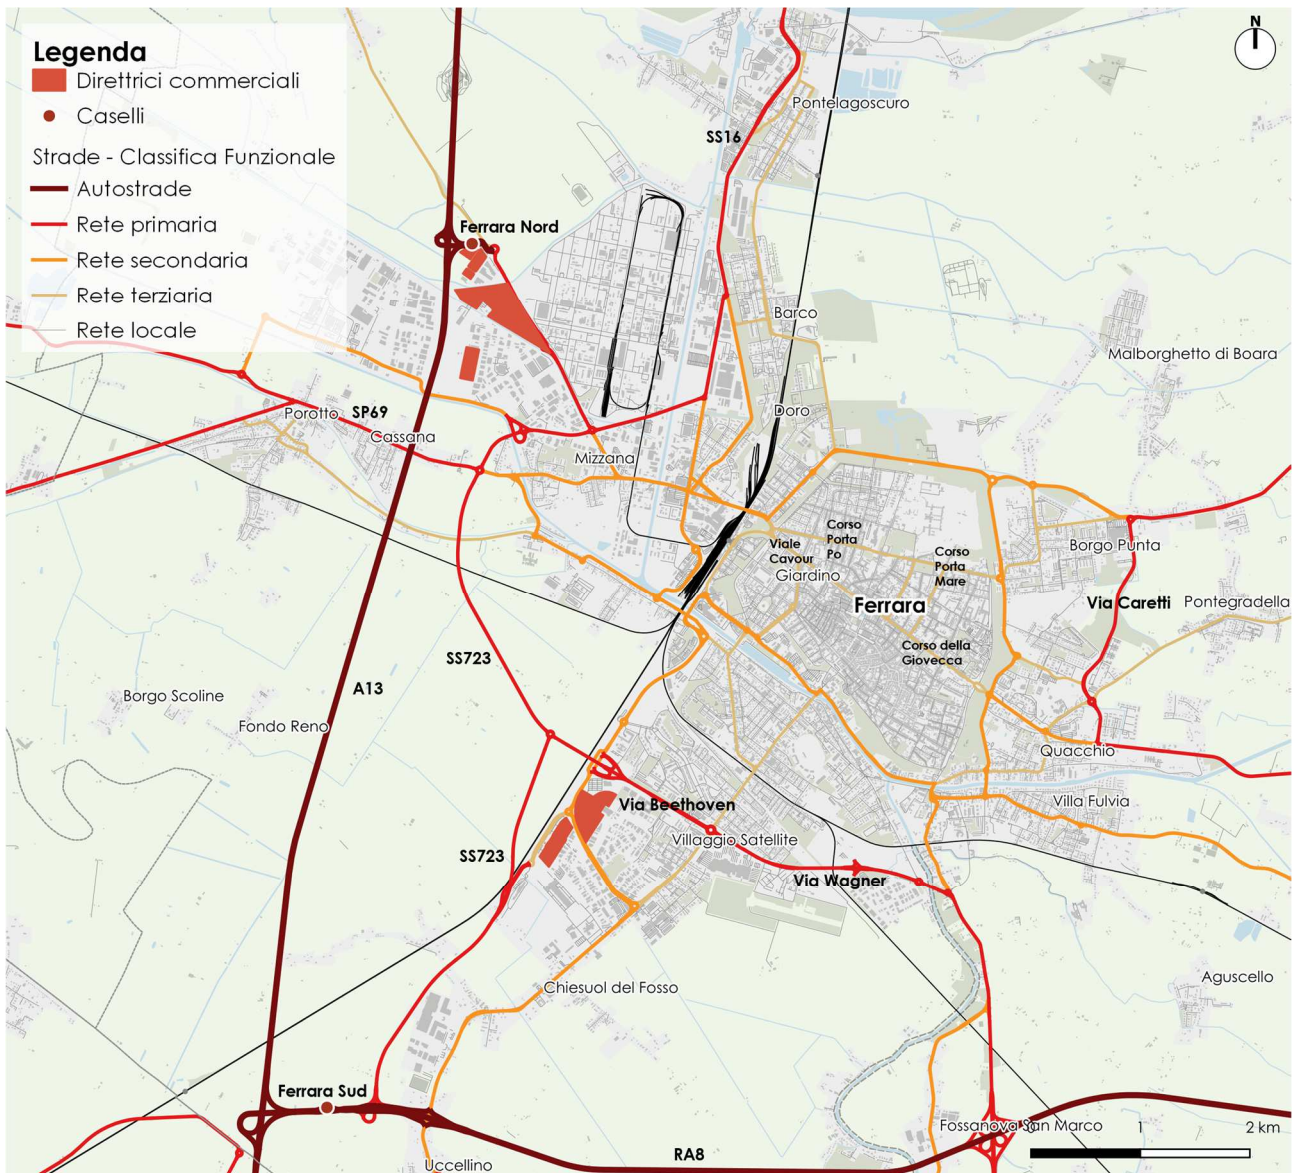 N
Legenda
Direttrici commerciali
Caselli
Strade - Classifica Funzionale
Autostrade
Rete primaria
Rete secondaria
Rete terziaria
Rete locale
Pontelagoscuro
SS16
Ferrara Nord
Barco
Malborghetto di Boara
Porotto
SP69
Cassana
Doro
Mizzana
Corso
Porta
Po
Viale
Cavour
Giardino
Corso
Porta
Mare
Borgo Punta
Ferrara
Via Caretti
Pontegradella
Corso della
Giovecca
SS723
A13
Borgo Scoline
Fondo Reno
Quacchio
Via Beethoven
Villa Fulvia
Villaggio Satellite
SS723
Via Wagner
Aguscello
Chiesuol del Fosso
Ferrara Sud
Fossanova San Marco
0 1 2 km
RA8
Uccellino